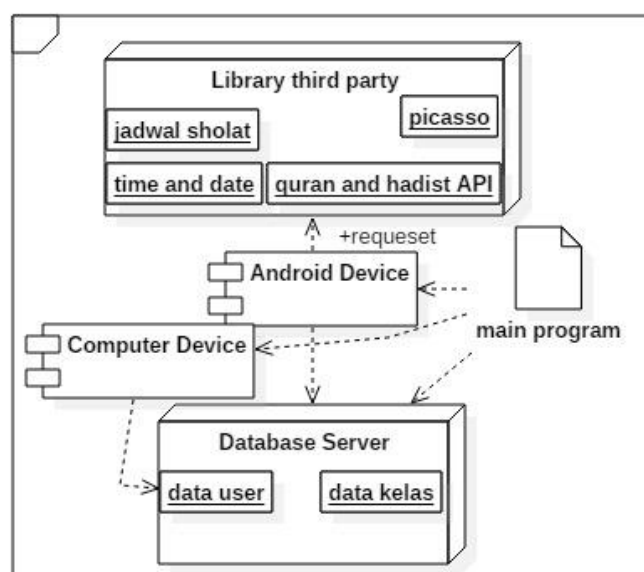 Library third party
picasso
jadwal sholat
time and date
quran and hadist API
+requeset
Android Device
main program
Computer Device
Database Server
data user
data kelas